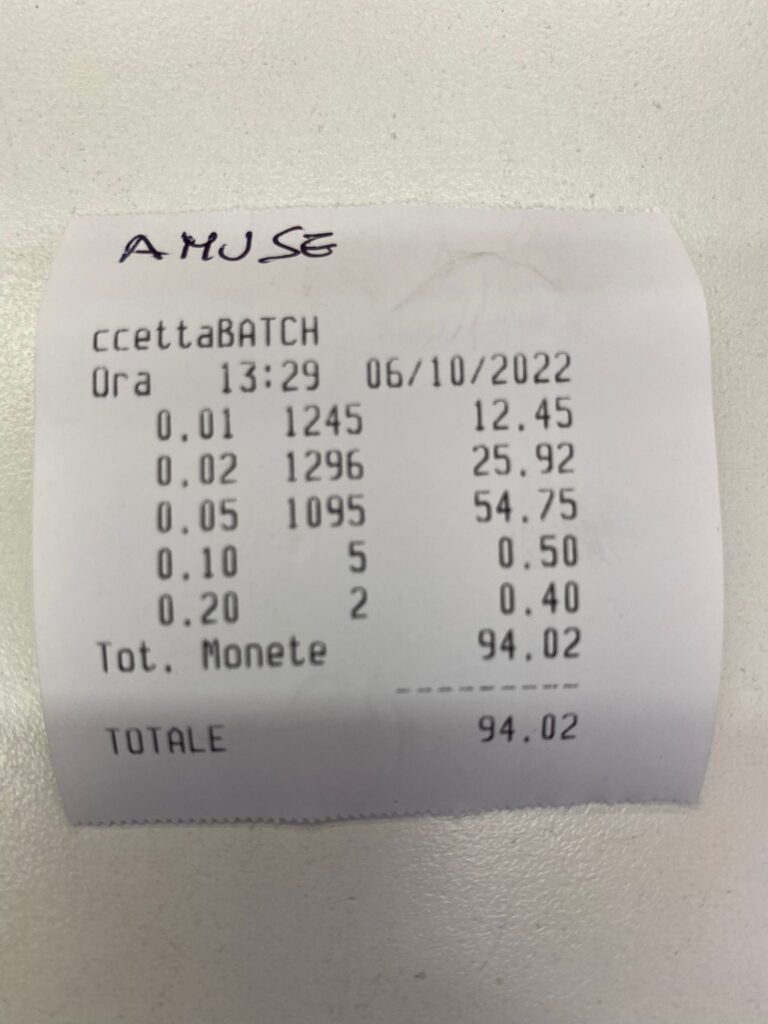 AMUSE
ccettaBATCH
Ora 13:29 06/10/2022
0.01 1245 12.45
0.02 1296 25.92
0.05 1095 54.75
0.10 5 0.50
0.20 2 0.40
Tot. Monete 94.02
---------
TOTALE 94.02